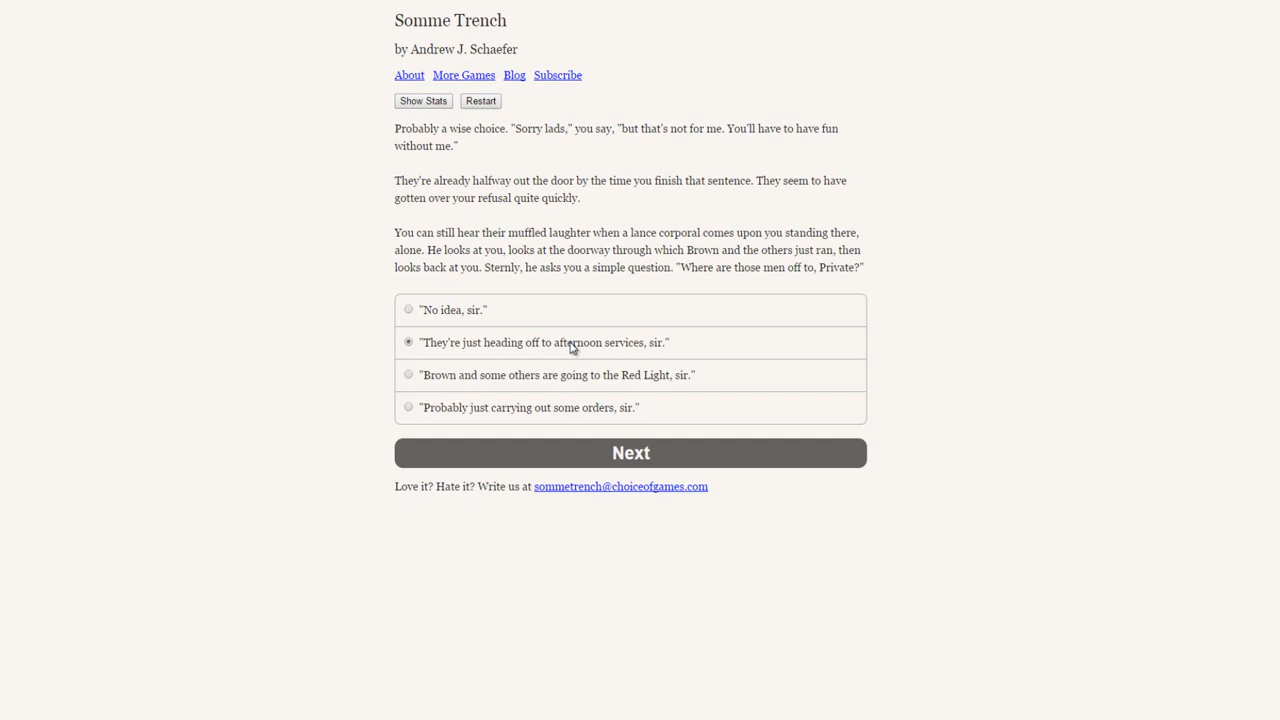 Somme Trench
by Andrew J. Schaefer
About More Games Blog Subscribe
Show Stats Restart
Probably a wise choice. "Sorry lads," you say, "but that's not for me. You'll have to have fun
without me."
They're already halfway out the door by the time you finish that sentence. They seem to have
gotten over your refusal quite quickly.
You can still hear their muffled laughter when a lance corporal comes upon you standing there,
alone. He looks at you, looks at the doorway through which Brown and the others just ran, then
looks back at you. Sternly, he asks you a simple question. "Where are those men off to, Private?"
"No idea, sir."
"They're just heading off to afternoon services, sir."
"Brown and some others are going to the Red Light, sir."
"Probably just carrying out some orders, sir."
Next
Love it? Hate it? Write us at sommetrench@choiceofgames.com